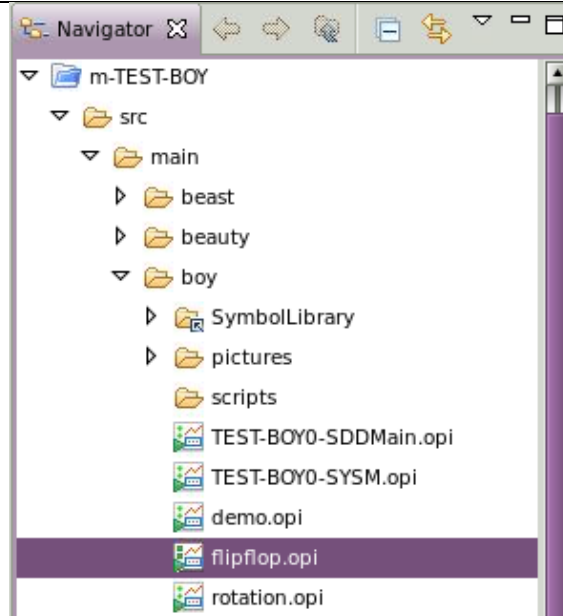 Navigator
m-TEST-BOY
src
main
beast
beauty
boy
SymbolLibrary
pictures
scripts
TEST-BOY0-SDDMain.opi
TEST-BOY0-SYSM.opi
demo.opi
flipflop.opi
rotation.opi